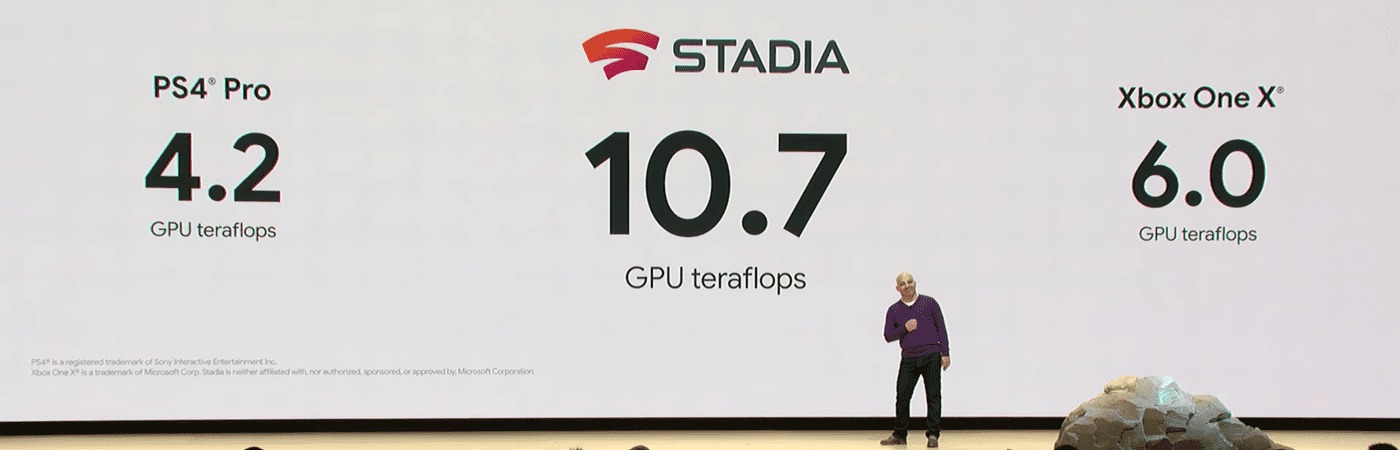 STADIA
PS4® Pro
4.2
GPU teraflops
10.7
GPU teraflops
Xbox One X®
6.0
GPU teraflops
PS4® is a registered trademark of Sony Interactive Entertainment Inc.
Xbox One X® is a trademark of Microsoft Corp. Stadia is neither affiliated with, nor authorized, sponsored, or approved by, Microsoft Corporation.